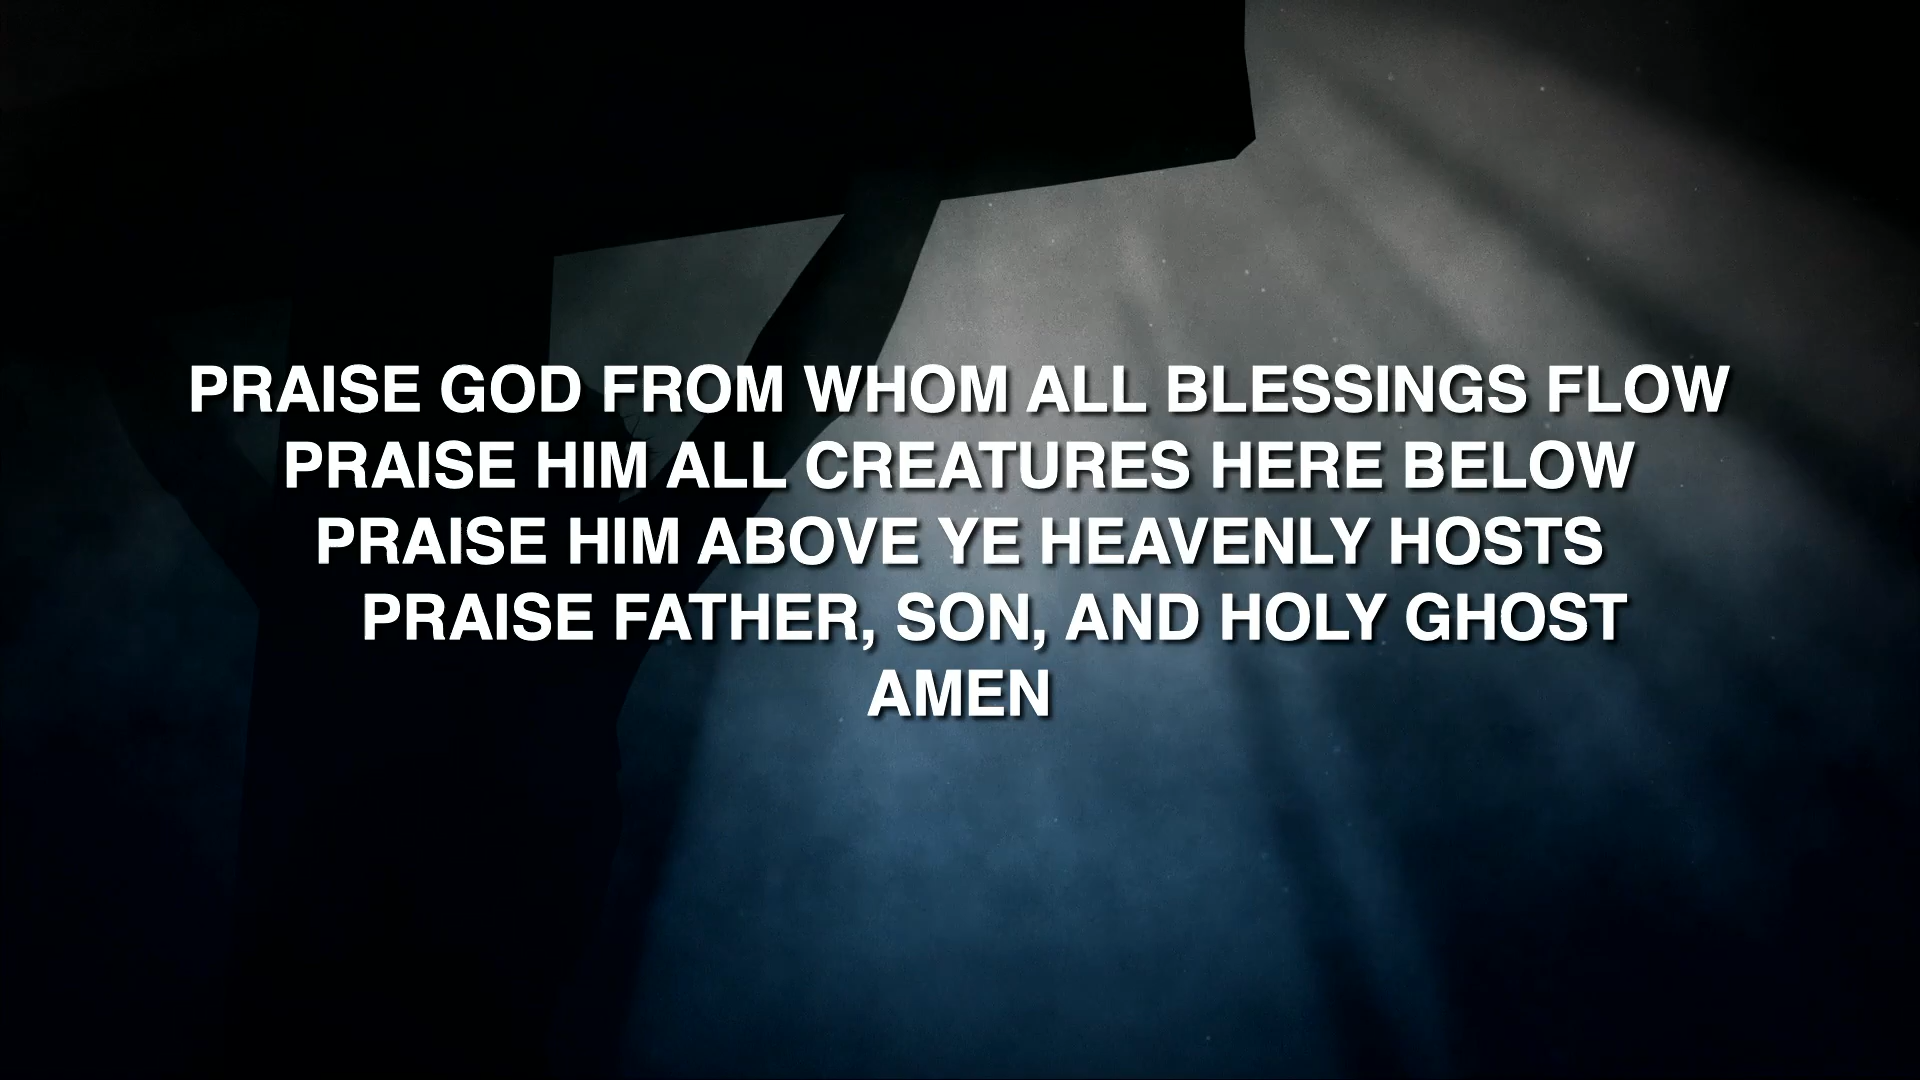 PRAISE GOD FROM WHOM ALL BLESSINGS FLOW
PRAISE HIM ALL CREATURES HERE BELOW
PRAISE HIM ABOVE YE HEAVENLY HOSTS
PRAISE FATHER, SON, AND HOLY GHOST
AMEN